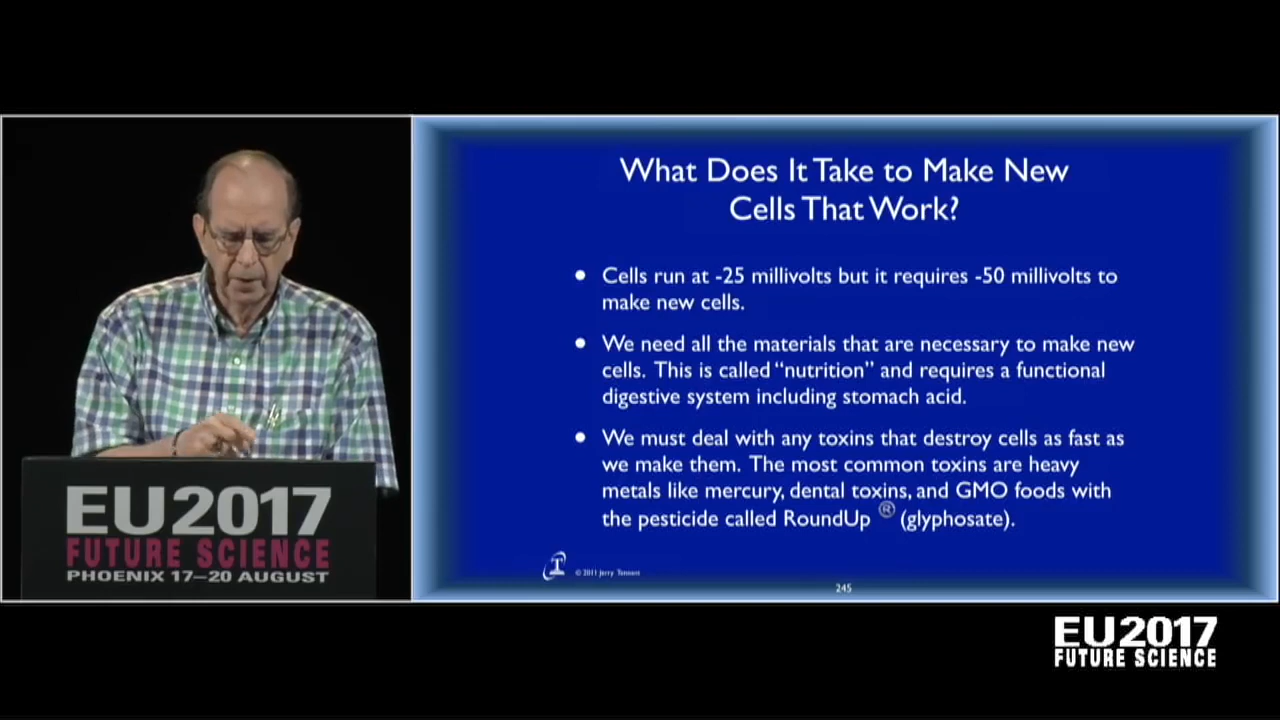 What Does It Take to Make New
Cells That Work?
• Cells run at -25 millivolts but it requires -50 millivolts to
make new cells.
• We need all the materials that are necessary to make new
cells. This is called "nutrition" and requires a functional
digestive system including stomach acid.
• We must deal with any toxins that destroy cells as fast as
we make them. The most common toxins are heavy
metals like mercury, dental toxins, and GMO foods with
the pesticide called RoundUp ® (glyphosate).
T
© 2011 Jerry Tennant
245
EU2017
FUTURE SCIENCE
PHOENIX 17–20 AUGUST
EU2017
FUTURE SCIENCE